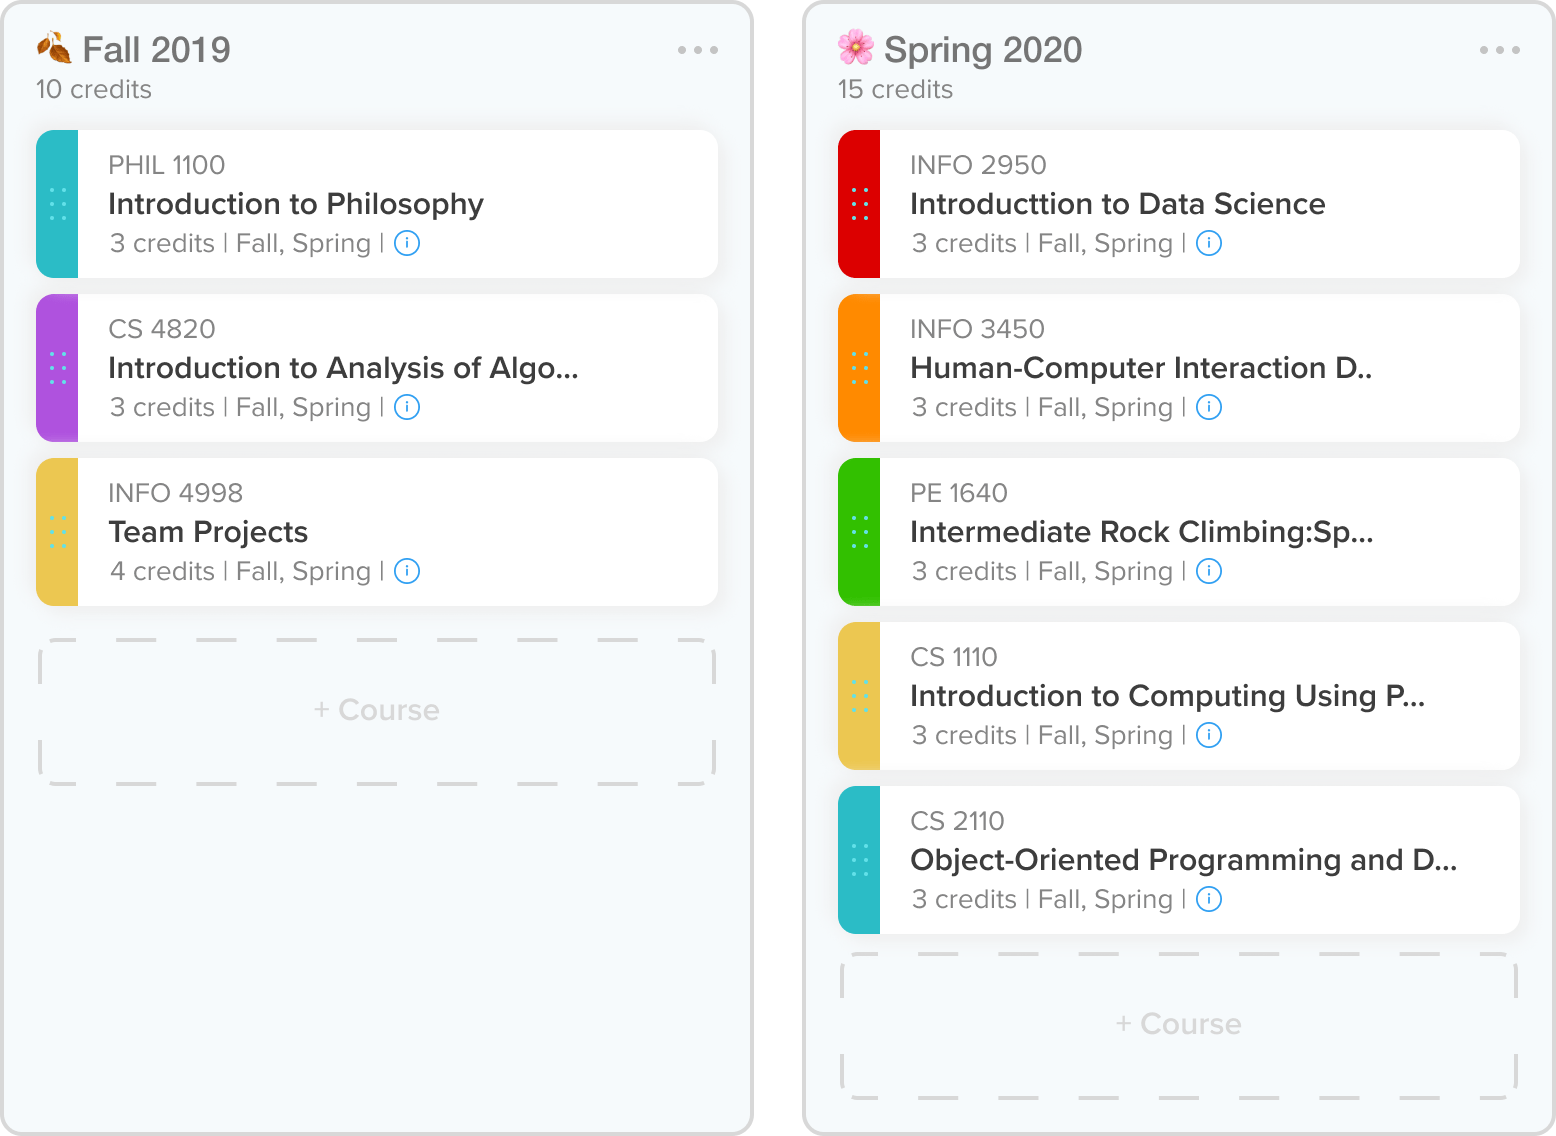 Fall 2019
10 credits
PHIL 1100
Introduction to Philosophy
3 credits | Fall, Spring |
CS 4820
Introduction to Analysis of Algo...
3 credits | Fall, Spring |
INFO 4998
Team Projects
4 credits | Fall, Spring |
+ Course
Spring 2020
15 credits
INFO 2950
Introducttion to Data Science
3 credits | Fall, Spring |
INFO 3450
Human-Computer Interaction D..
3 credits | Fall, Spring |
PE 1640
Intermediate Rock Climbing:Sp...
3 credits | Fall, Spring |
CS 1110
Introduction to Computing Using P...
3 credits | Fall, Spring |
CS 2110
Object-Oriented Programming and D...
3 credits | Fall, Spring |
+ Course